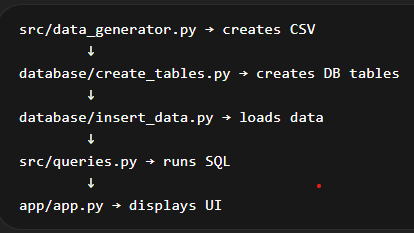 src/data_generator.py → creates CSV
↓
database/create_tables.py → creates DB tables
↓
database/insert_data.py → loads data
↓
src/queries.py → runs SQL
↓
app/app.py → displays UI